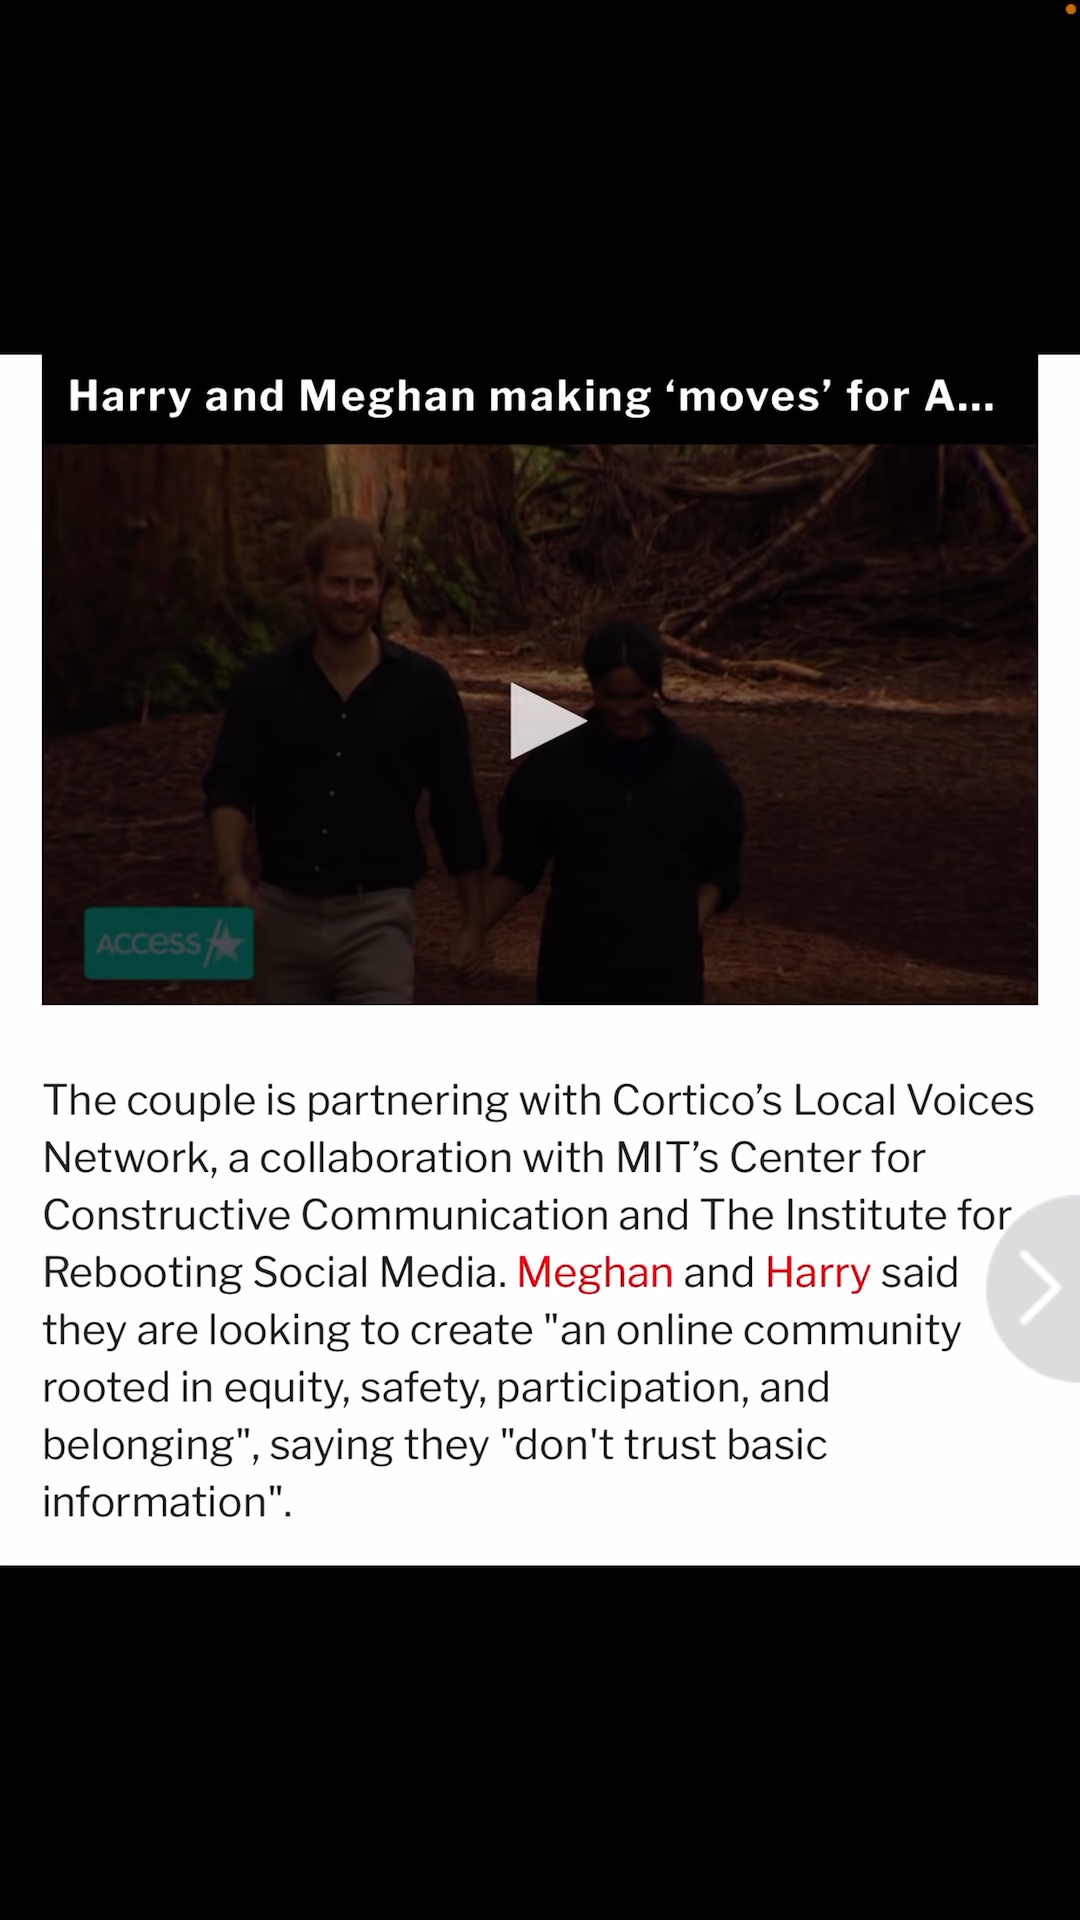 Harry and Meghan making ‘moves’ for A...
ACCESS
The couple is partnering with Cortico’s Local Voices
Network, a collaboration with MIT’s Center for
Constructive Communication and The Institute for
Rebooting Social Media. Meghan and Harry said
they are looking to create "an online community
rooted in equity, safety, participation, and
belonging", saying they "don't trust basic
information".